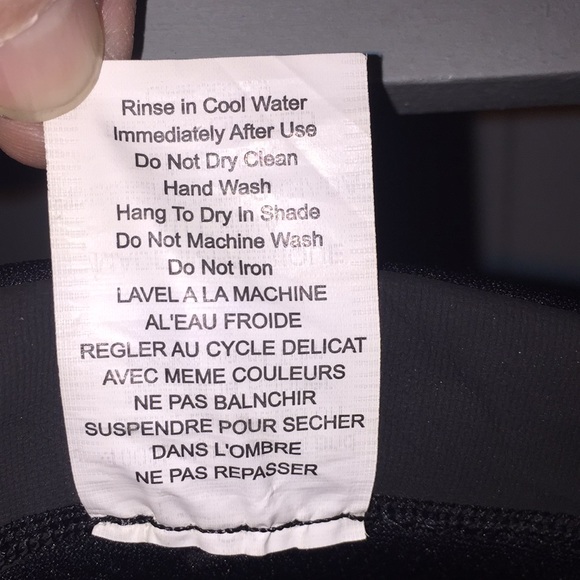 Rinse in Cool Water
Immediately After Use
Do Not Dry Clean
Hand Wash
Hang To Dry In Shade
Do Not Machine Wash
Do Not Iron
LAVEL A LA MACHINE
AL'EAU FROIDE
REGLER AU CYCLE DELICAT
AVEC MEME COULEURS
NE PAS BALNCHIR
SUSPENDRE POUR SECHER
DANS L'OMBRE
NE PAS REPASSER